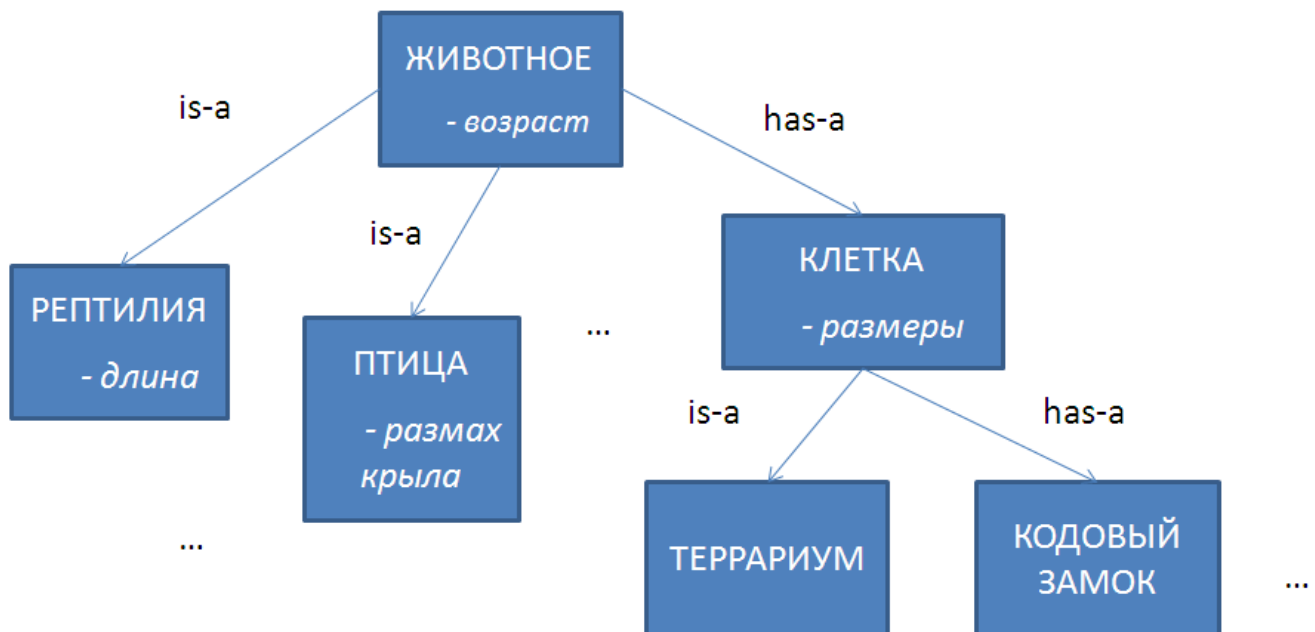 ЖИВОТНОЕ
- возраст
is-a
has-a
is-a
РЕПТИЛИЯ
- длина
ПТИЦА
- размах
крыла
...
КЛЕТКА
- размеры
is-a
has-a
...
ТЕРРАРИУМ
КОДОВЫЙ
ЗАМОК
...